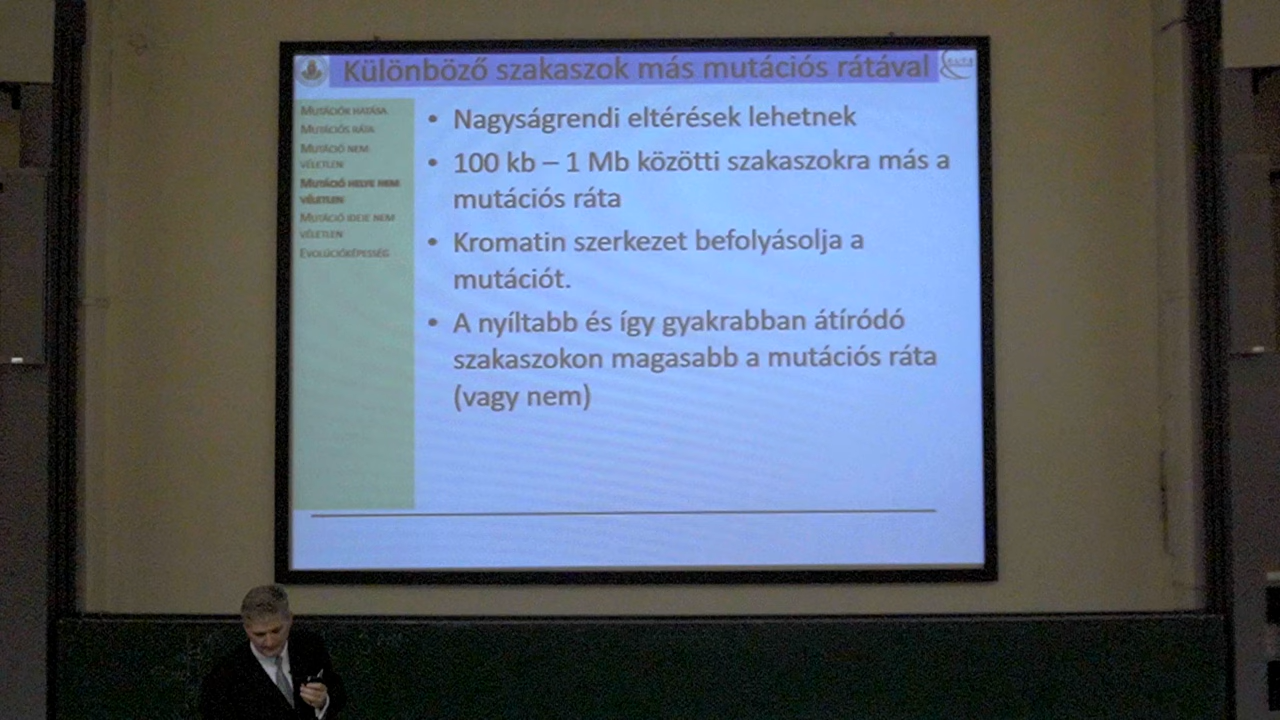 Különböző szakaszok más mutációs rátával
MUTÁCIÓK HATÁSA
MUTÁCIÓS RÁTA
MUTÁCIÓ NEM
VÉLETLEN
MUTÁCIÓ HELYE NEM
VÉLETLEN
MUTÁCIÓ IDEJE NEM
VÉLETLEN
EVOLÚCIÓKÉPESSÉG
• Nagyságrendi eltérések lehetnek
• 100 kb – 1 Mb közötti szakaszokra más a
mutációs ráta
• Kromatin szerkezet befolyásolja a
mutációt.
• A nyíltabb és így gyakrabban átíródó
szakaszokon magasabb a mutációs ráta
(vagy nem)